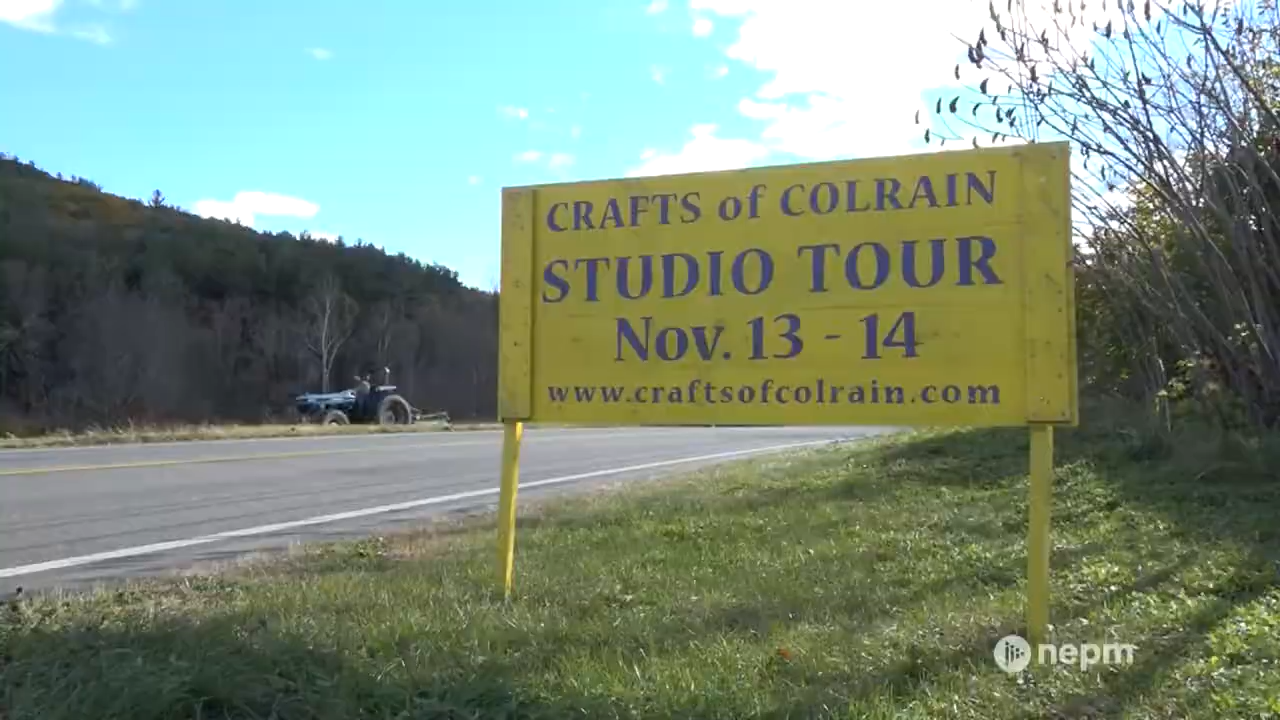 CRAFTS of COLRAIN
STUDIO TOUR
Nov. 13 - 14
www.craftsofcolrain.com
nepm